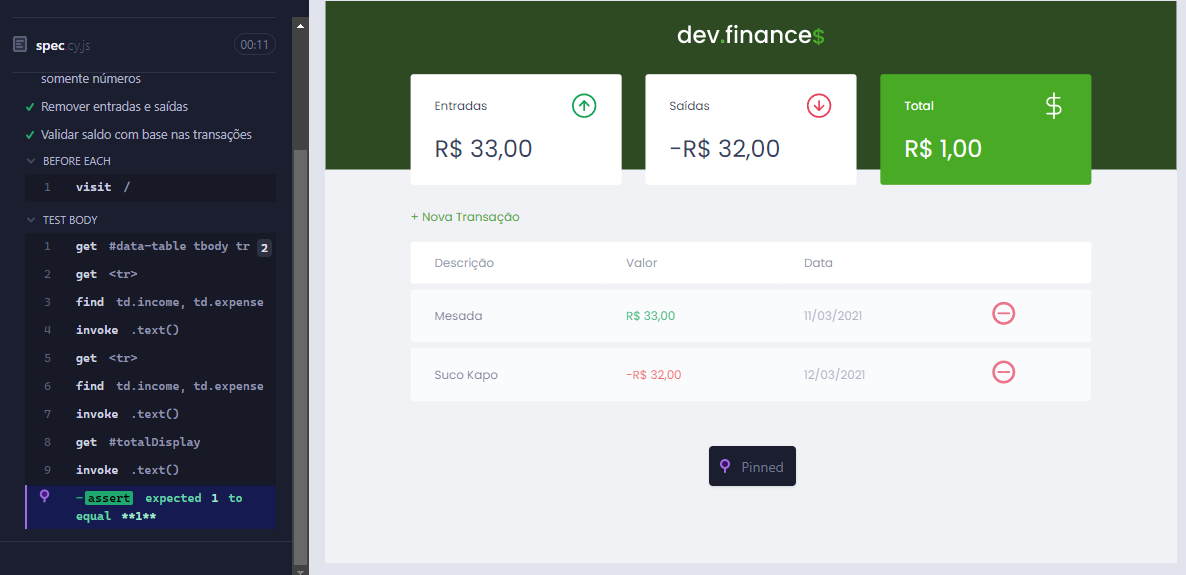 spec.cy.js 00:11
somente números
Remover entradas e saídas
Validar saldo com base nas transações
BEFORE EACH
1 visit /
TEST BODY
1 get #data-table tbody tr 2
2 get <tr>
3 find td.income, td.expense
4 invoke .text()
5 get <tr>
6 find td.income, td.expense
7 invoke .text()
8 get #totalDisplay
9 invoke .text()
-assert expected 1 to
equal **1**
dev.finance$
Entradas
R$ 33,00
Saídas
-R$ 32,00
Total
$
R$ 1,00
+ Nova Transação
Descrição Valor Data
Mesada R$ 33,00 11/03/2021
Suco Kapo -R$ 32,00 12/03/2021
Pinned